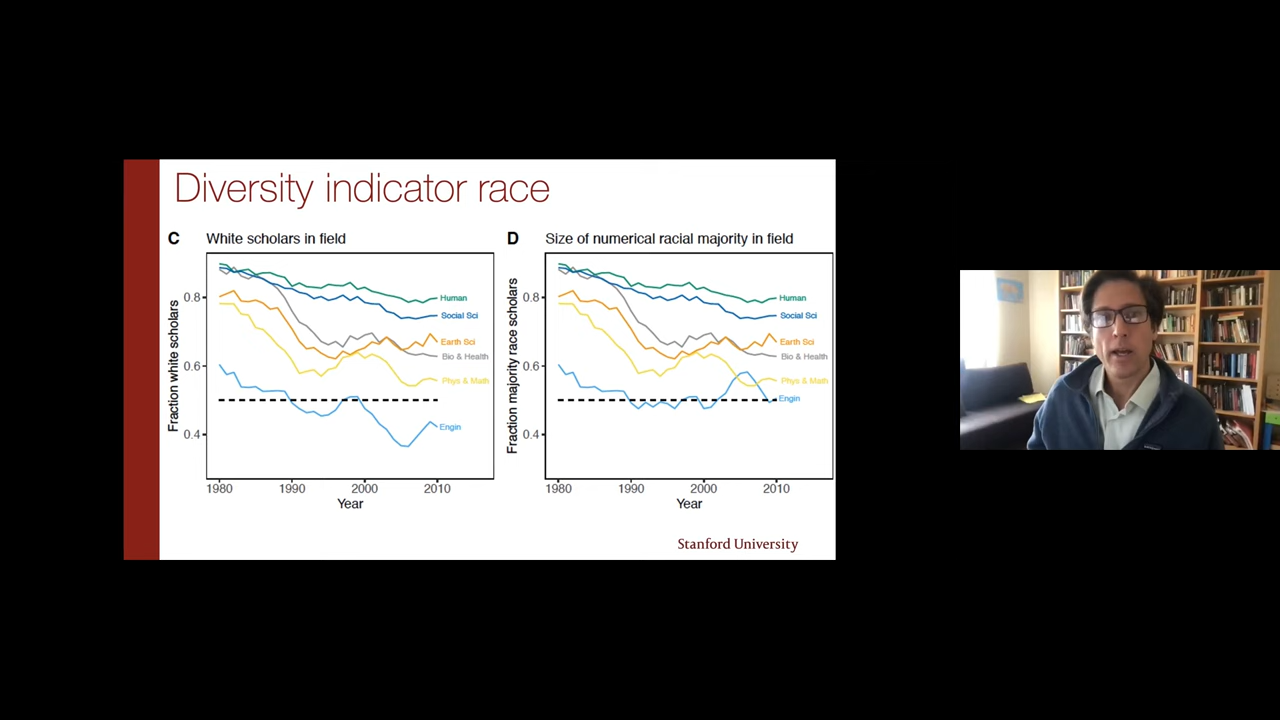 Diversity indicator race
C White scholars in field
Fraction white scholars
0.8
0.6
0.4
Human
Social Sci
Earth Sci
Bio & Health
Phys & Math
Engin
1980 1990 2000 2010
Year
D Size of numerical racial majority in field
Fraction majority race scholars
0.8
0.6
0.4
Human
Social Sci
Earth Sci
Bio & Health
Phys & Math
Engin
1980 1990 2000 2010
Year
Stanford University